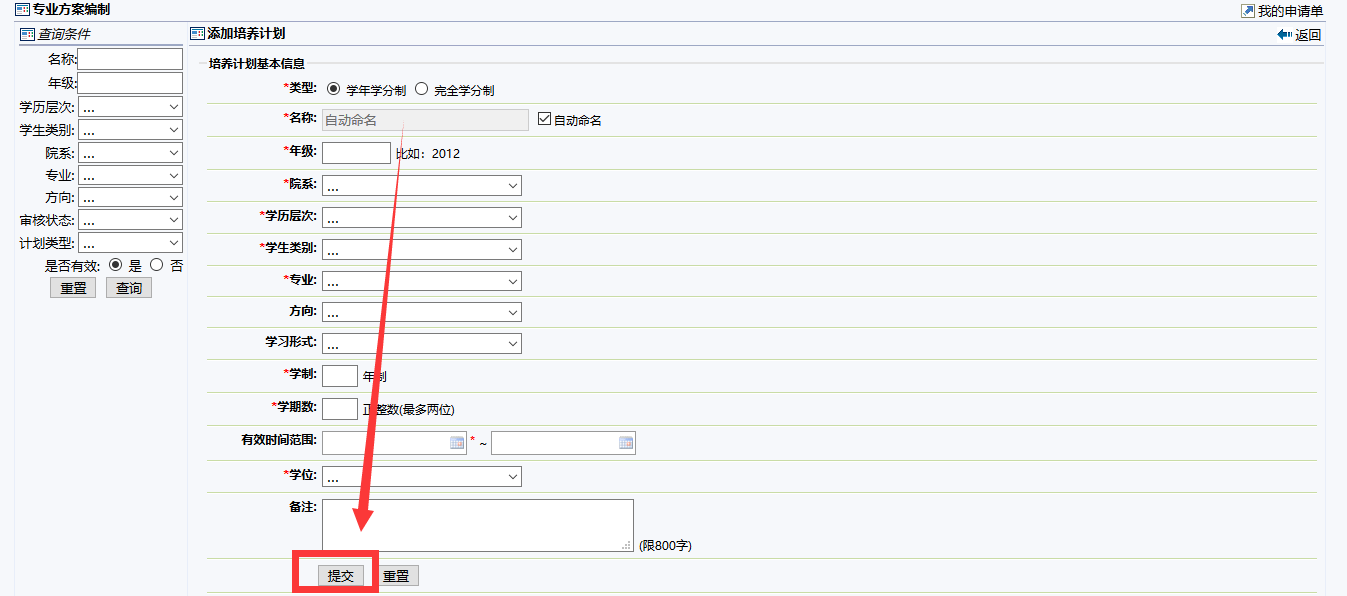 专业方案编制
我的申请单
查询条件
名称:
年级:
学历层次: ...
学生类别: ...
院系: ...
专业: ...
方向: ...
审核状态: ...
计划类型: ...
是否有效: 是 否
重置 查询
添加培养计划
返回
培养计划基本信息
*类型: 学年学分制 完全学分制
*名称: 自动命名 自动命名
*年级: 比如：2012
*院系: ...
*学历层次: ...
*学生类别: ...
*专业: ...
方向: ...
学习形式: ...
*学制: 年制
*学期数: 正整数(最多两位)
有效时间范围: * ~
*学位: ...
备注: (限800字)
提交 重置